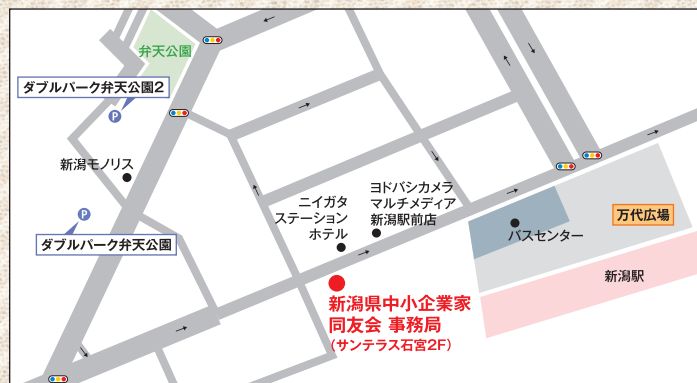 弁天公園
ダブルパーク弁天公園2
P
新潟モノリス
P
ダブルパーク弁天公園
ニイガタ
ステーション
ホテル
ヨドバシカメラ
マルチメディア
新潟駅前店
バスセンター
万代広場
新潟駅
新潟県中小企業家
同友会 事務局
(サンテラス石宮2F)